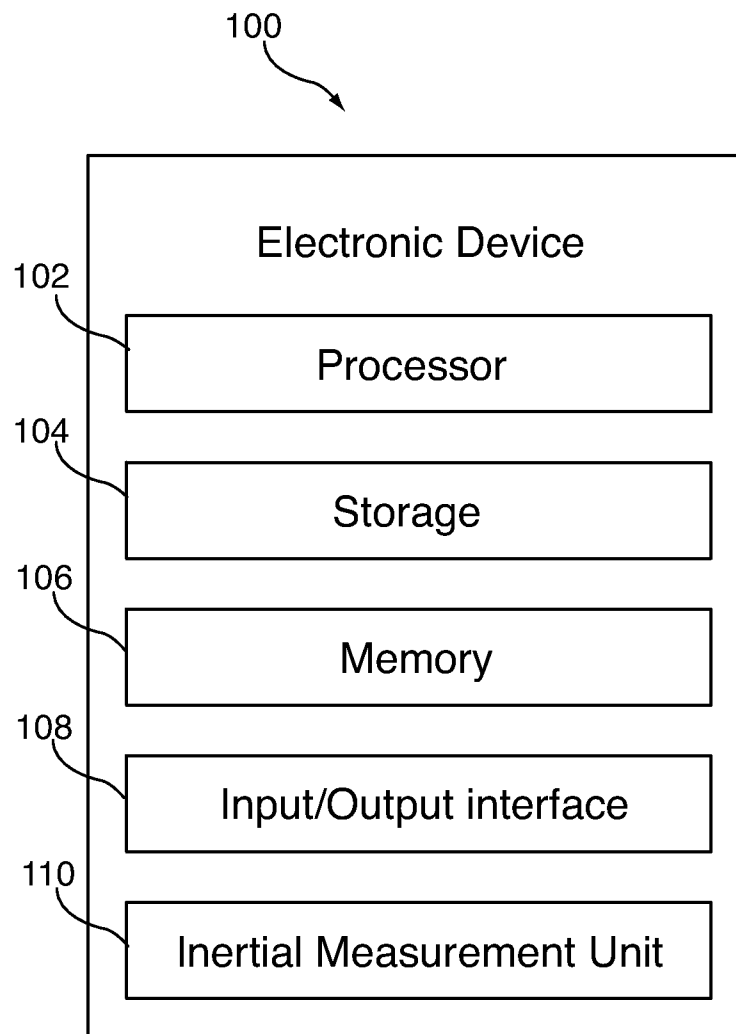 100
Electronic Device
102
Processor
104
Storage
106
Memory
108
Input/Output interface
110
Inertial Measurement Unit